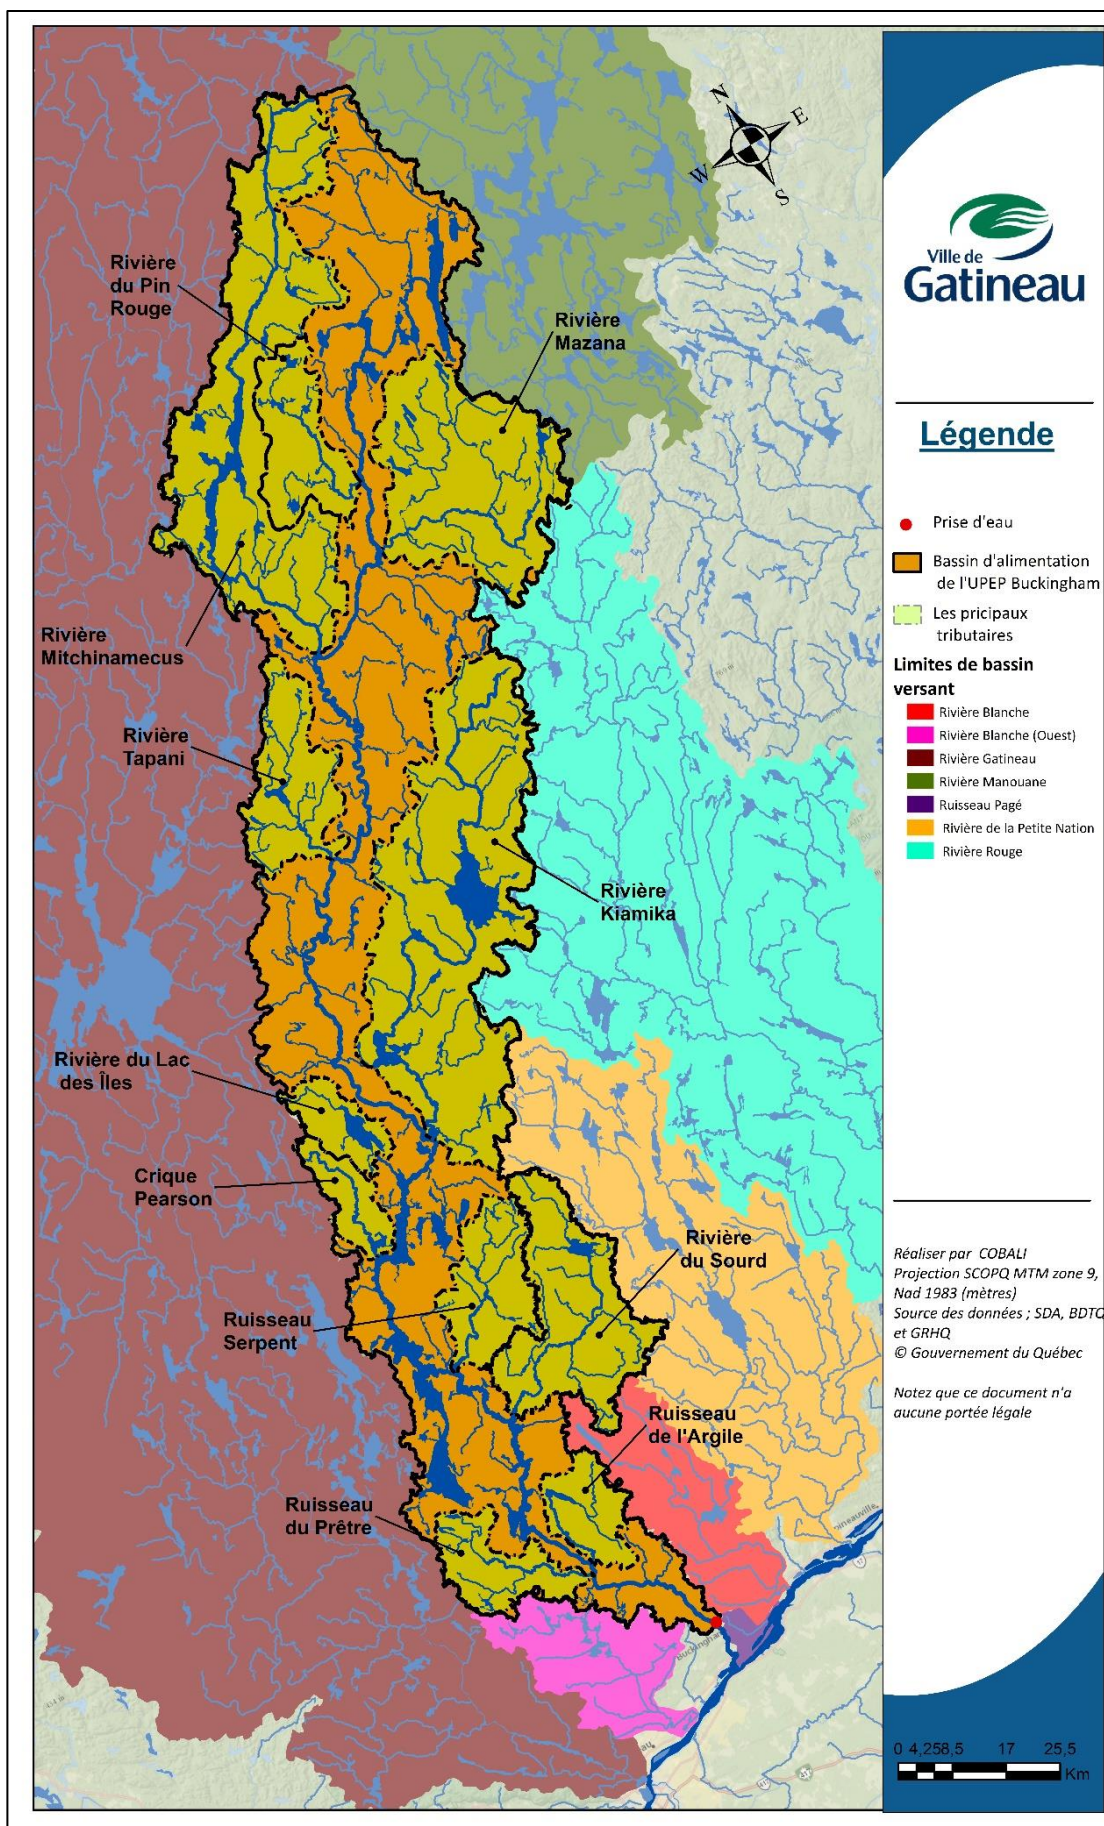 N
E
W
S
Rivière
du Pin
Rouge
Rivière
Mazana
Rivière
Mitchinamecus
Rivière
Tapani
Rivière
Kiamika
Rivière du Lac
des Îles
Crique
Pearson
Rivière
du Sourd
Ruisseau
Serpent
Ruisseau
de l'Argile
Ruisseau
du Prêtre
Buckingham
Ville de
Gatineau
Légende
Prise d'eau
Bassin d'alimentation
de l'UPEP Buckingham
Les pricipaux
tributaires
Limites de bassin
versant
Rivière Blanche
Rivière Blanche (Ouest)
Rivière Gatineau
Rivière Manouane
Ruisseau Pagé
Rivière de la Petite Nation
Rivière Rouge
Réaliser par COBALI
Projection SCOPQ MTM zone 9,
Nad 1983 (mètres)
Source des données ; SDA, BDTQ
et GRHQ
© Gouvernement du Québec
Notez que ce document n'a
aucune portée légale
0 4,258,5 17 25,5
Km